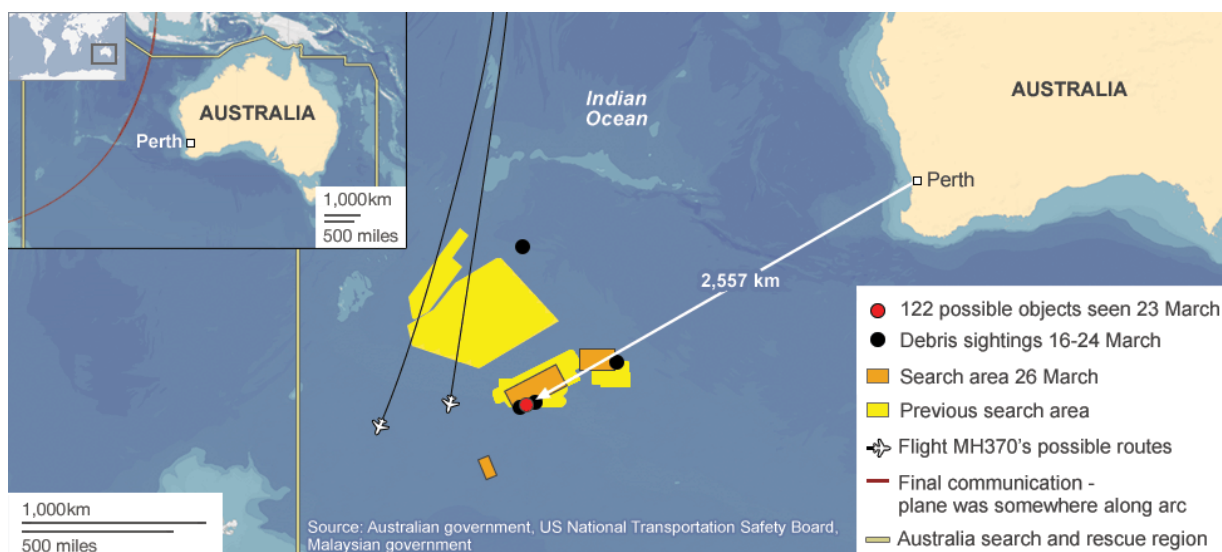 AUSTRALIA
Perth
1,000km
500 miles
Indian
Ocean
AUSTRALIA
Perth
2,557 km
122 possible objects seen 23 March
Debris sightings 16-24 March
Search area 26 March
Previous search area
Flight MH370's possible routes
Final communication -
plane was somewhere along arc
Australia search and rescue region
1,000km
500 miles
Source: Australian government, US National Transportation Safety Board,
Malaysian government